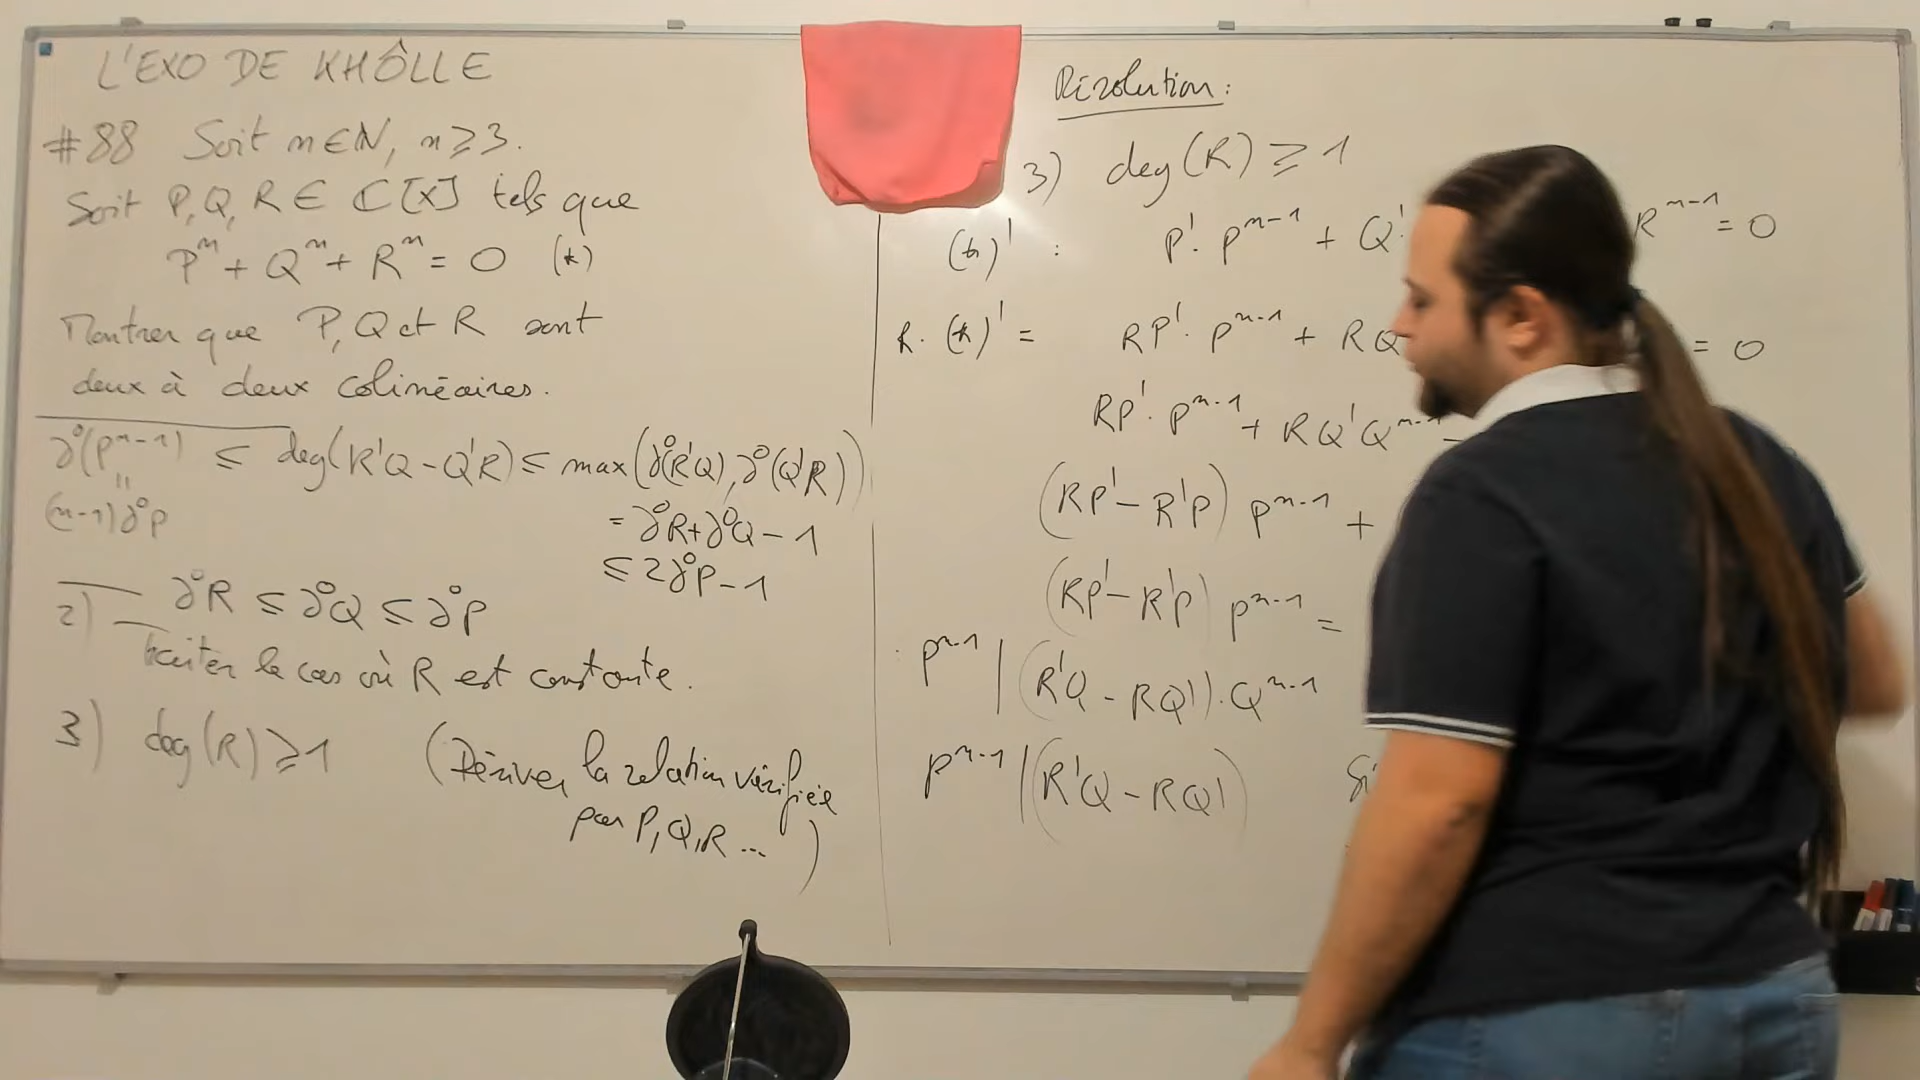 L'EXO DE KHÔLLE
#88 Soit n∈ℕ, n⩾3.
Soit P, Q, R ∈ ℂ[X] tels que
Pⁿ + Qⁿ + Rⁿ = 0 (*)
Montrer que P, Q et R sont
deux à deux colinéaires.
∂°(Pⁿ⁻¹) ⩽ deg(R'Q - Q'R) ⩽ max(∂°(R'Q), ∂°(Q'R))
=
(n-1)∂°P
= ∂°R + ∂°Q - 1
⩽ 2∂°P - 1
2) ∂°R ⩽ ∂°Q ⩽ ∂°P
traiter le cas où R est constante.
3) deg(R) ⩾ 1 (Dériver la relation vérifiée
par P, Q, R ... )
Résolution :
3) deg(R) ⩾ 1
(*)' : P'. Pⁿ⁻¹ + Q'. Rⁿ⁻¹ = 0
R. (*)' = RP'. Pⁿ⁻¹ + RQ = 0
RP'. Pⁿ⁻¹ + RQ'Qⁿ⁻¹ -
(RP' - R'P) Pⁿ⁻¹ +
(RP' - R'P) Pⁿ⁻¹ =
Pⁿ⁻¹ | (R'Q - RQ'). Qⁿ⁻¹
Pⁿ⁻¹ | (R'Q - RQ') Si